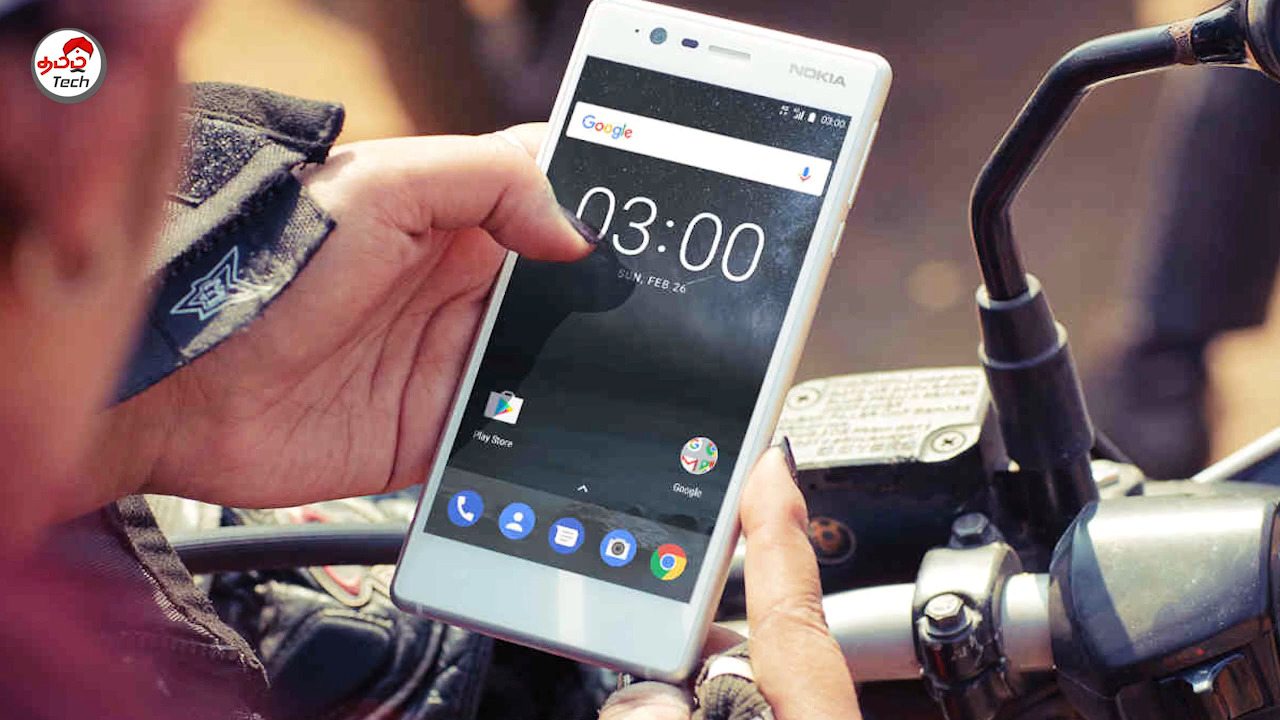 தமிழ்
Tech
NOKIA
03:00
Google
03:00
SUN, FEB 26
Play Store
Google